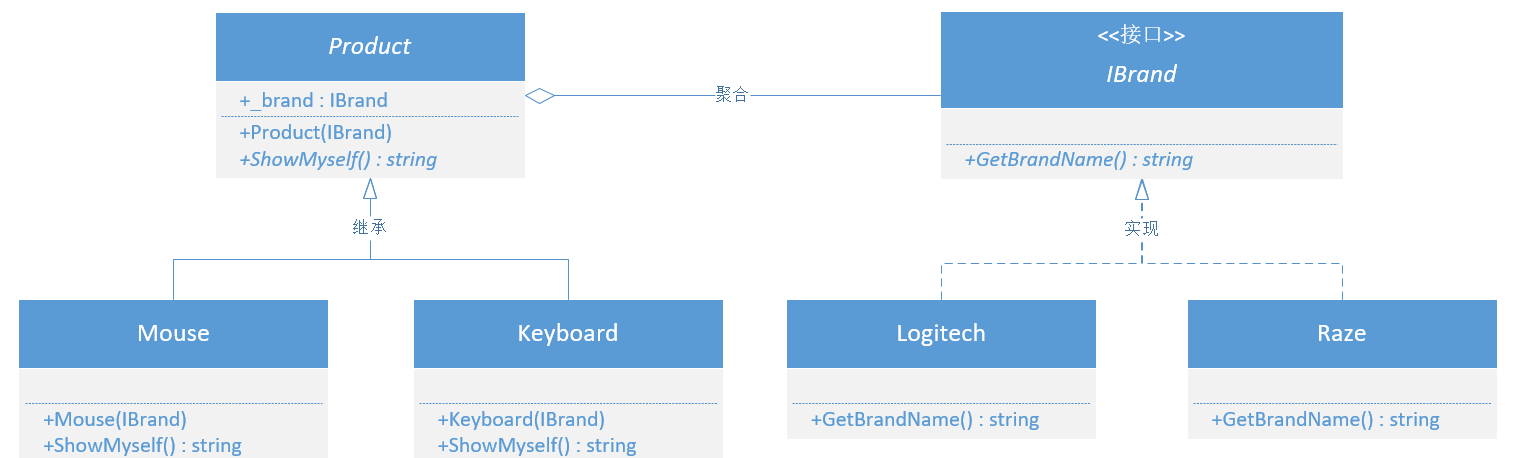 Product
+_brand : IBrand
+Product(IBrand)
+ShowMyself() : string
聚合
<<接口>>
IBrand
+GetBrandName() : string
继承
实现
Mouse
+Mouse(IBrand)
+ShowMyself() : string
Keyboard
+Keyboard(IBrand)
+ShowMyself() : string
Logitech
+GetBrandName() : string
Raze
+GetBrandName() : string